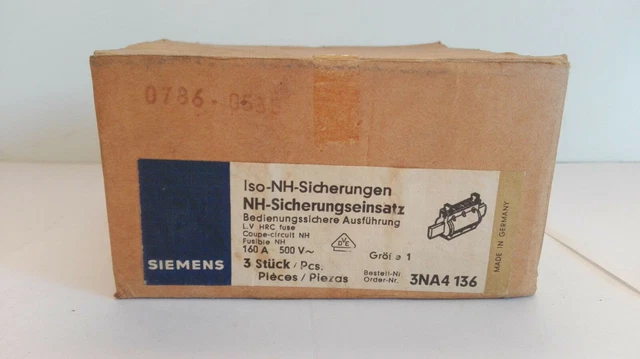 0786-053
Iso-NH-Sicherungen
NH-Sicherungseinsatz
Bedienungssichere Ausführung
L.V HRC fuse
Coupe-circuit NH
Fusible NH
160 A 500 V~
VDE
Größe 1
SIEMENS
3 Stück/Pcs.
Pièces/Piezas
Bestell-Nr
Order-Nr. 3NA4 136
MADE IN GERMANY